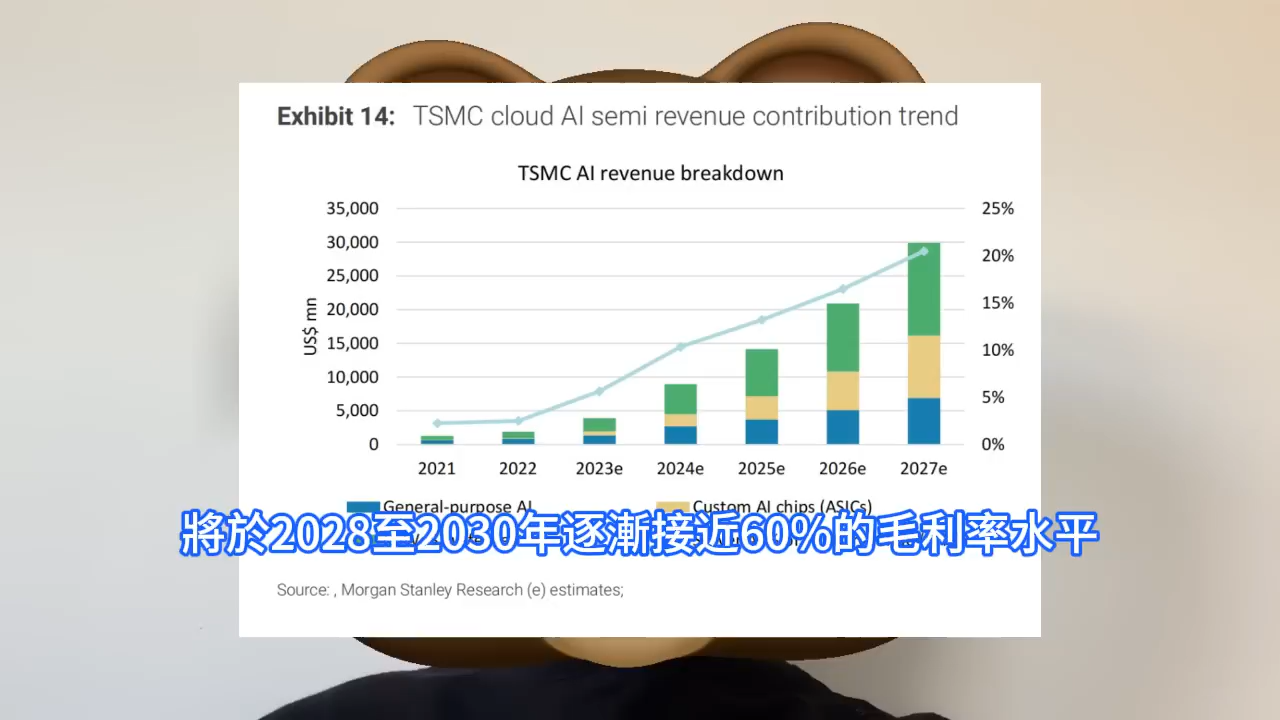 Exhibit 14: TSMC cloud AI semi revenue contribution trend
TSMC AI revenue breakdown
35,000
30,000
25,000
20,000
15,000
10,000
5,000
0
US$ mn
25%
20%
15%
10%
5%
0%
2021 2022 2023e 2024e 2025e 2026e 2027e
General-purpose AI Custom AI chips (ASICs)
將於2028至2030年逐漸接近60%的毛利率水平
Source: , Morgan Stanley Research (e) estimates;